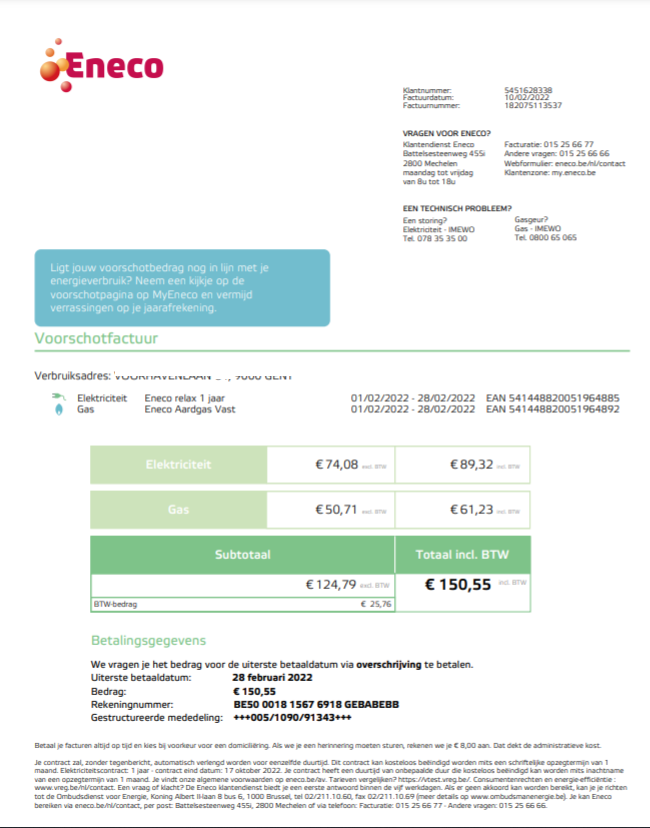 Eneco
Klantnummer: 5451628338
Factuurdatum: 10/02/2022
Factuurnummer: 182075113537
VRAGEN VOOR ENECO?
Klantendienst Eneco Facturatie: 015 25 66 77
Battelsesteenweg 455i Andere vragen: 015 25 66 66
2800 Mechelen Webformulier: eneco.be/nl/contact
maandag tot vrijdag Klantenzone: my.eneco.be
van 8u tot 18u
EEN TECHNISCH PROBLEEM?
Een storing? Gasgeur?
Elektriciteit - IMEWO Gas - IMEWO
Tel. 078 35 35 00 Tel. 0800 65 065
Ligt jouw voorschotbedrag nog in lijn met je
energieverbruik? Neem een kijkje op de
voorschotpagina op MyEneco en vermijd
verrassingen op je jaarafrekening.
Voorschotfactuur
Verbruiksadres: 9000 GENT
Elektriciteit Eneco relax 1 jaar 01/02/2022 - 28/02/2022 EAN 541448820051964885
Gas Eneco Aardgas Vast 01/02/2022 - 28/02/2022 EAN 541448820051964892
Elektriciteit € 74,08 excl. BTW € 89,32 incl. BTW
Gas € 50,71 excl. BTW € 61,23 incl. BTW
Subtotaal Totaal incl. BTW
€ 124,79 excl. BTW € 150,55 incl. BTW
BTW-bedrag € 25,76
Betalingsgegevens
We vragen je het bedrag voor de uiterste betaaldatum via overschrijving te betalen.
Uiterste betaaldatum: 28 februari 2022
Bedrag: € 150,55
Rekeningnummer: BE50 0018 1567 6918 GEBABEBB
Gestructureerde mededeling: +++005/1090/91343+++
Betaal je facturen altijd op tijd en kies bij voorkeur voor een domiciliëring. Als we je een herinnering moeten sturen, rekenen we je € 8,00 aan. Dat dekt de administratieve kost.
Je contract zal, zonder tegenbericht, automatisch verlengd worden voor eenzelfde duurtijd. Dit contract kan kosteloos beëindigd worden mits een schriftelijke opzegtermijn van 1
maand. Elektriciteitscontract: 1 jaar - contract eind datum: 17 oktober 2022. Je contract heeft een duurtijd van onbepaalde duur die kosteloos beëindigd kan worden mits inachtname
van een opzegtermijn van 1 maand. Je vindt onze algemene voorwaarden op eneco.be/av. Tarieven vergelijken? https://vtest.vreg.be/. Consumentenrechten en energie-efficiëntie :
www.vreg.be/nl/contact. Een vraag of klacht? De Eneco klantendienst biedt je een eerste antwoord binnen de vijf werkdagen. Als er geen akkoord kan worden bereikt, kan je je richten
tot de Ombudsdienst voor Energie, Koning Albert II-laan 8 bus 6, 1000 Brussel, tel 02/211.10.60, fax 02/211.10.69 (meer details op www.ombudsmanenergie.be). Je kan Eneco
bereiken via eneco.be/nl/contact, per post: Battelsesteenweg 455i, 2800 Mechelen of via telefoon: Facturatie: 015 25 66 77 - Andere vragen: 015 25 66 66.